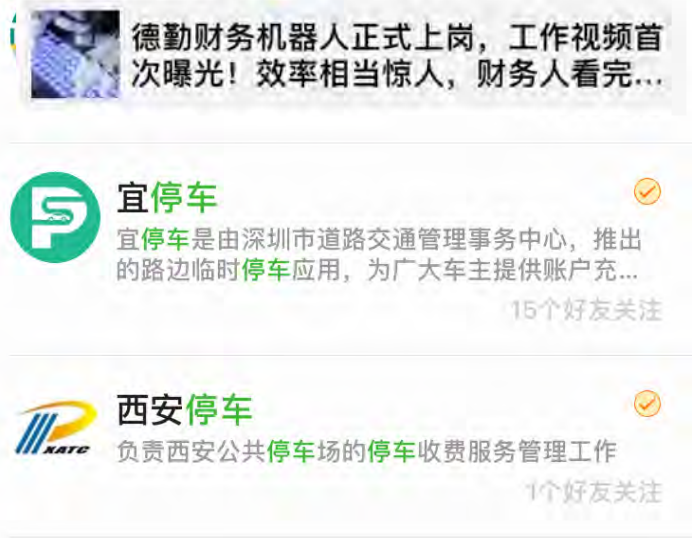 德勤财务机器人正式上岗，工作视频首
次曝光！效率相当惊人，财务人看完...
宜停车
宜停车是由深圳市道路交通管理事务中心，推出
的路边临时停车应用，为广大车主提供账户充...
15个好友关注
西安停车
XATC
负责西安公共停车场的停车收费服务管理工作
1个好友关注